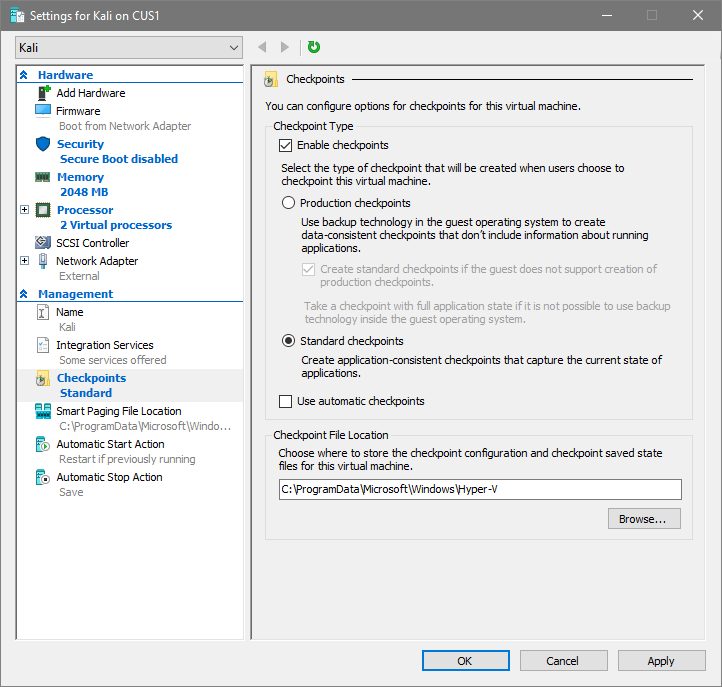 Settings for Kali on CUS1
Kali
Hardware
Add Hardware
Firmware
Boot from Network Adapter
Security
Secure Boot disabled
Memory
2048 MB
Processor
2 Virtual processors
SCSI Controller
Network Adapter
External
Management
Name
Kali
Integration Services
Some services offered
Checkpoints
Standard
Smart Paging File Location
C:\ProgramData\Microsoft\Windo...
Automatic Start Action
Restart if previously running
Automatic Stop Action
Save
Checkpoints
You can configure options for checkpoints for this virtual machine.
Checkpoint Type
Enable checkpoints
Select the type of checkpoint that will be created when users choose to
checkpoint this virtual machine.
Production checkpoints
Use backup technology in the guest operating system to create
data-consistent checkpoints that don't include information about running
applications.
Create standard checkpoints if the guest does not support creation of
production checkpoints.
Take a checkpoint with full application state if it is not possible to use backup
technology inside the guest operating system.
Standard checkpoints
Create application-consistent checkpoints that capture the current state of
applications.
Use automatic checkpoints
Checkpoint File Location
Choose where to store the checkpoint configuration and checkpoint saved state
files for this virtual machine.
C:\ProgramData\Microsoft\Windows\Hyper-V
Browse...
OK
Cancel
Apply